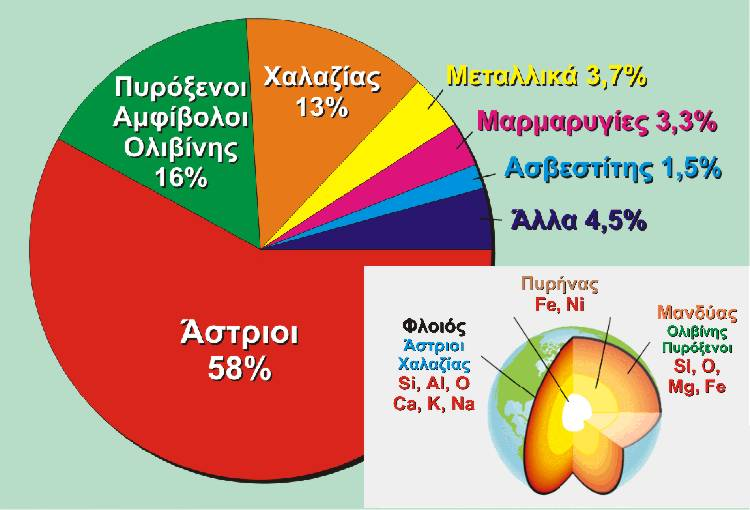 Πυρόξενοι
Αμφίβολοι
Ολιβίνης
16%
Χαλαζίας
13%
Μεταλλικά 3,7%
Μαρμαρυγίες 3,3%
Ασβεστίτης 1,5%
Άλλα 4,5%
Άστριοι
58%
Πυρήνας
Fe, Ni
Φλοιός
Άστριοι
Χαλαζίας
Si, Al, O
Ca, K, Na
Μανδύας
Ολιβίνης
Πυρόξενοι
SI, O,
Mg, Fe